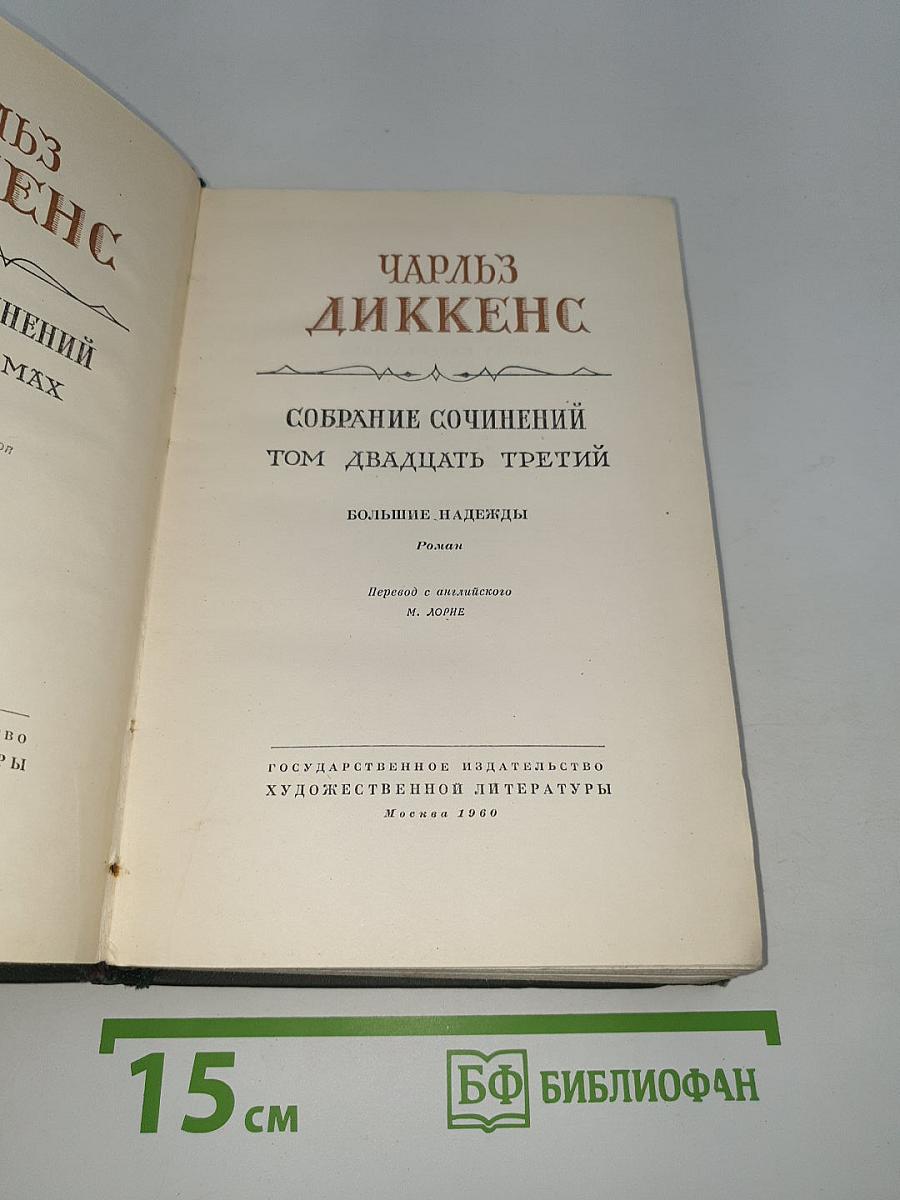 МАХ
ЧАРЛЬЗ
ДИККЕНС
СОБРАНИЕ СОЧИНЕНИЙ
ТОМ ДВАДЦАТЬ ТРЕТИЙ
БОЛЬШИЕ НАДЕЖДЫ
Роман
Перевод с английского
М. ЛОРИЕ
ГОСУДАРСТВЕННОЕ ИЗДАТЕЛЬСТВО
ХУДОЖЕСТВЕННОЙ ЛИТЕРАТУРЫ
Москва 1960
15 см
БФ БИБЛИОФАН